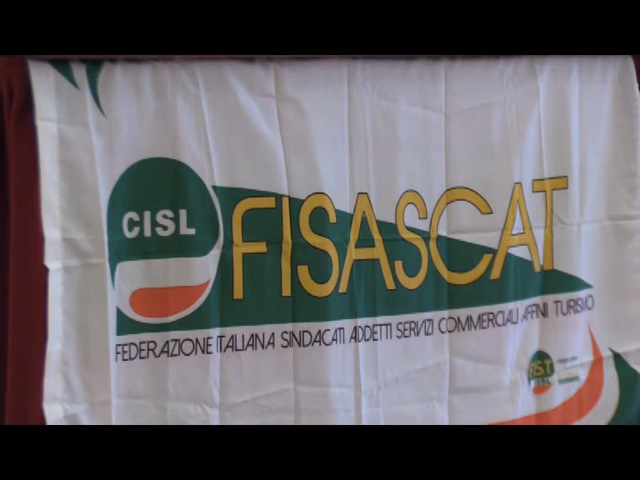 CISL
FISASCAT
FEDERAZIONE ITALIANA SINDACATI ADDETTI SERVIZI COMMERCIALI AFFINI TURISMO